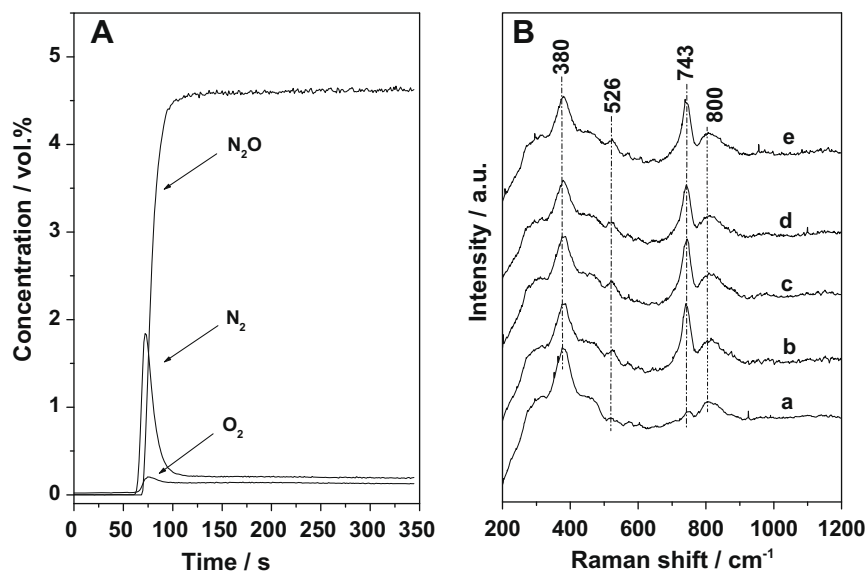 A
Concentration / vol.%
5
4
3
2
1
0
N₂O
N₂
O₂
0 50 100 150 200 250 300 350
Time / s
B
Intensity / a.u.
380
526
743
800
e
d
c
b
a
200 400 600 800 1000 1200
Raman shift / cm⁻¹